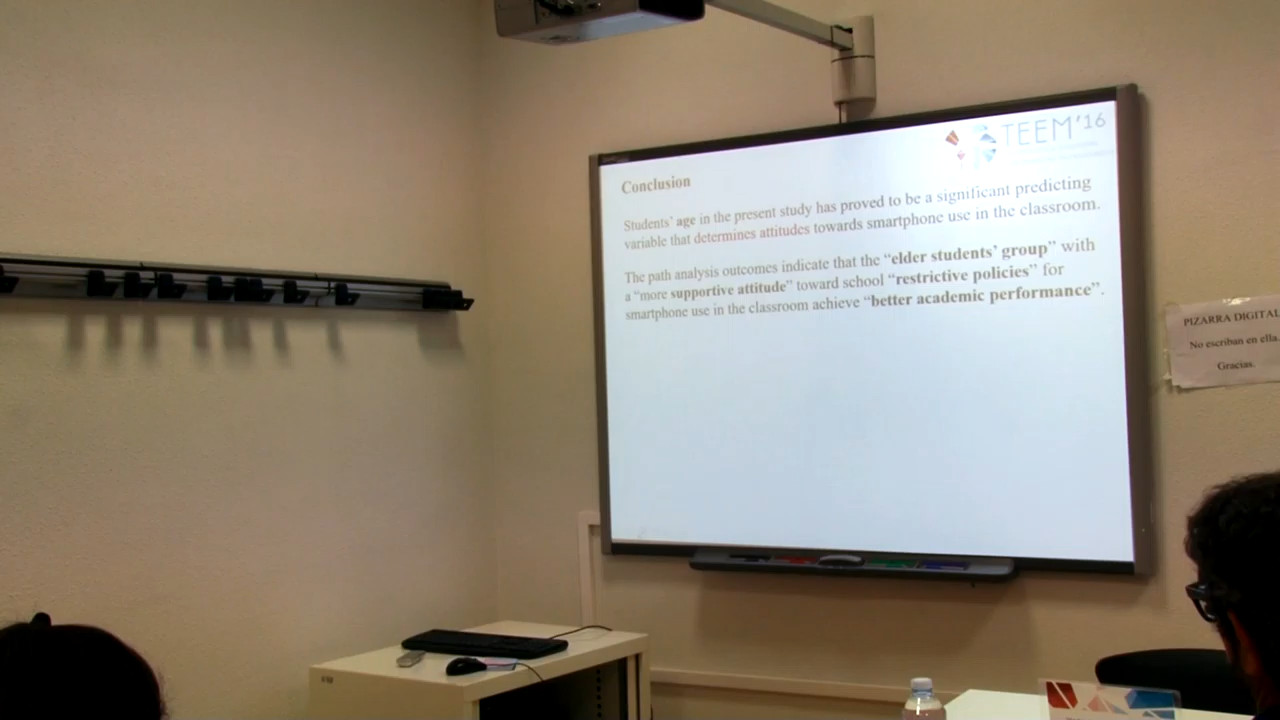 TEEM'16
Conclusion
Students' age in the present study has proved to be a significant predicting
variable that determines attitudes towards smartphone use in the classroom.
The path analysis outcomes indicate that the “elder students' group” with
a “more supportive attitude” toward school “restrictive policies” for
smartphone use in the classroom achieve “better academic performance”.
PIZARRA DIGITAL
No escriban en ella.
Gracias.